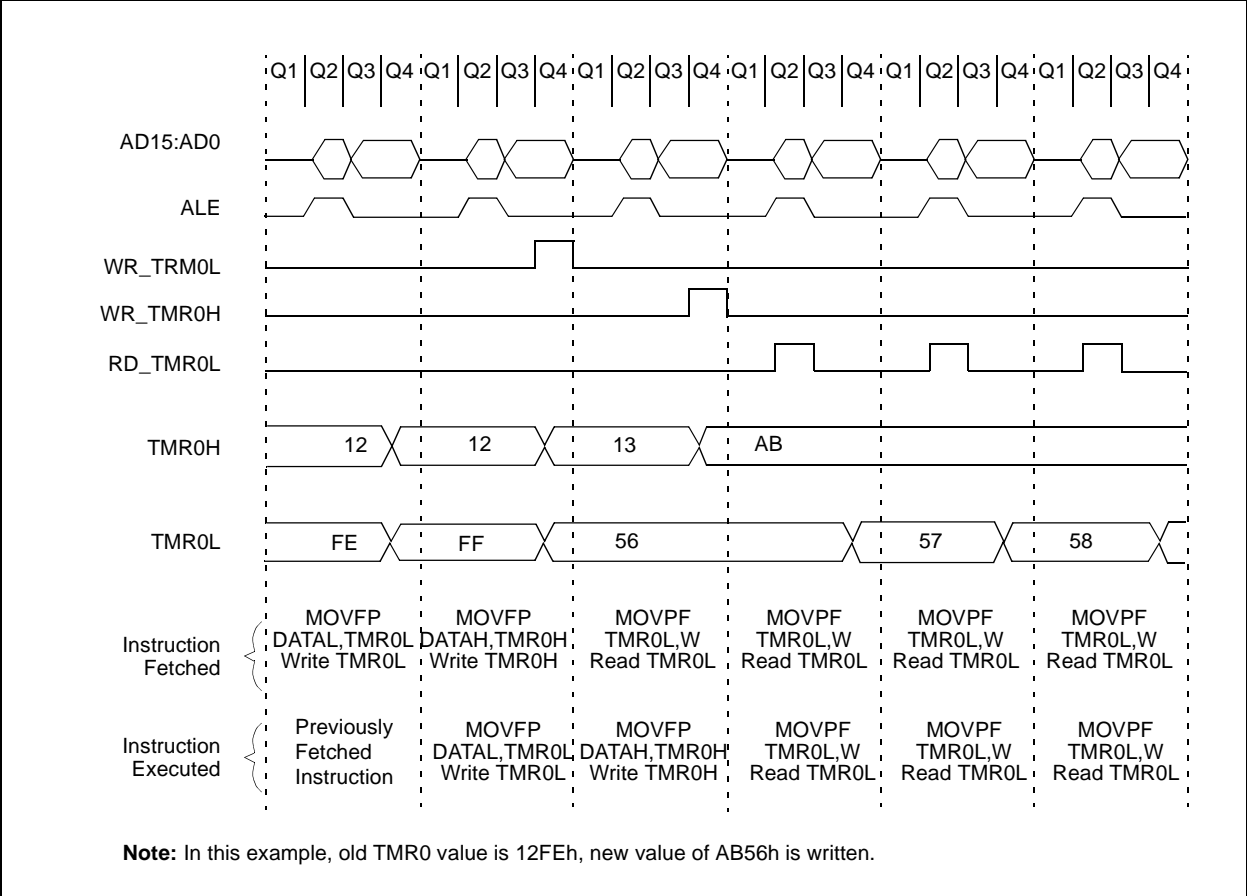 Q1 Q2 Q3 Q4 Q1 Q2 Q3 Q4 Q1 Q2 Q3 Q4 Q1 Q2 Q3 Q4 Q1 Q2 Q3 Q4 Q1 Q2 Q3 Q4
AD15:AD0
ALE
WR_TRM0L
WR_TMR0H
RD_TMR0L
TMR0H 12 12 13 AB
TMR0L FE FF 56 57 58
Instruction
Fetched
MOVFP
DATAL,TMR0L
Write TMR0L
MOVFP
DATAH,TMR0H
Write TMR0H
MOVPF
TMR0L,W
Read TMR0L
MOVPF
TMR0L,W
Read TMR0L
MOVPF
TMR0L,W
Read TMR0L
MOVPF
TMR0L,W
Read TMR0L
Instruction
Executed
Previously
Fetched
Instruction
MOVFP
DATAL,TMR0L
Write TMR0L
MOVFP
DATAH,TMR0H
Write TMR0H
MOVPF
TMR0L,W
Read TMR0L
MOVPF
TMR0L,W
Read TMR0L
MOVPF
TMR0L,W
Read TMR0L
Note: In this example, old TMR0 value is 12FEh, new value of AB56h is written.